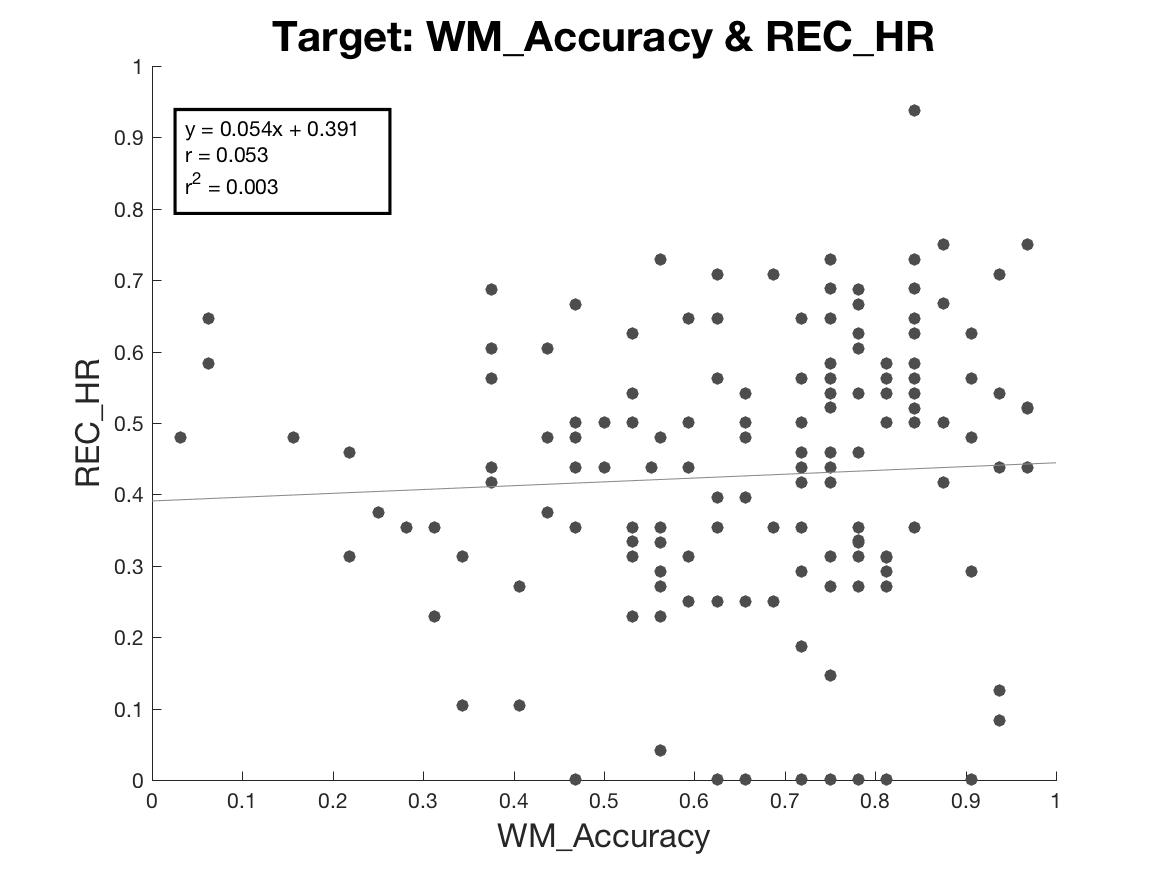 Target: WM_Accuracy & REC_HR
y = 0.054x + 0.391
r = 0.053
r² = 0.003
1
0.9
0.8
0.7
0.6
0.5
0.4
0.3
0.2
0.1
0
REC_HR
0 0.1 0.2 0.3 0.4 0.5 0.6 0.7 0.8 0.9 1
WM_Accuracy